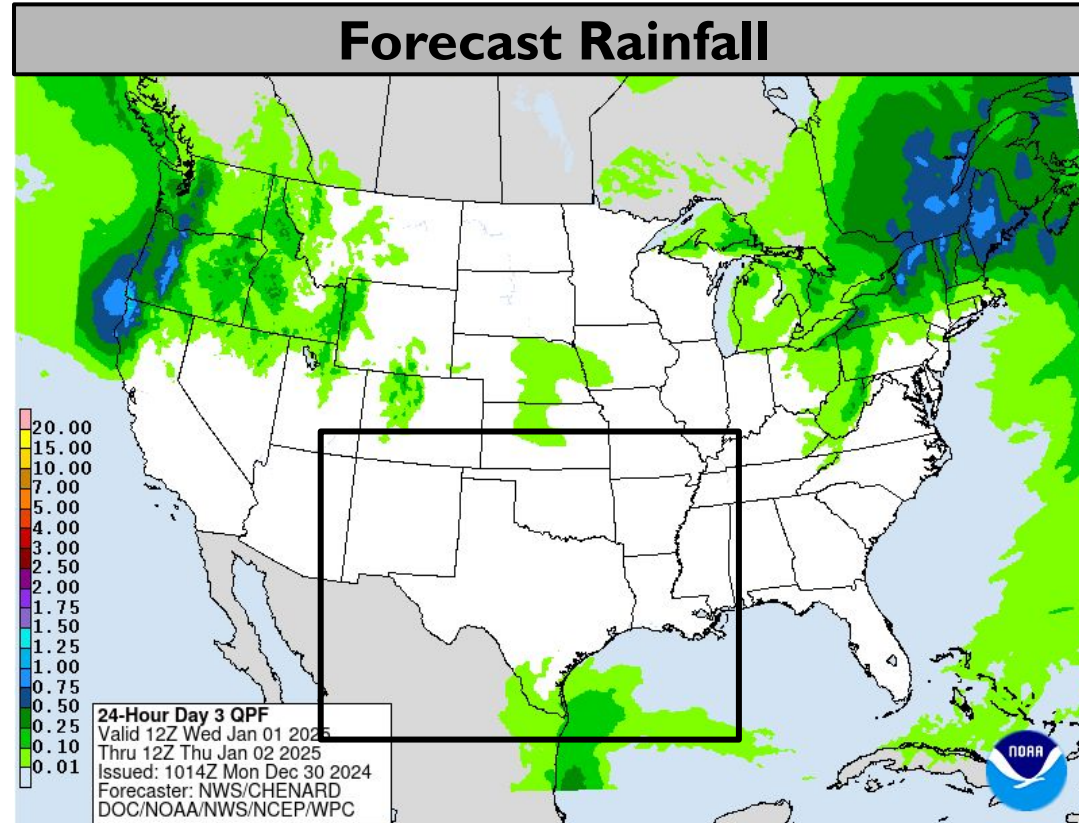 Forecast Rainfall
20.00
15.00
10.00
7.00
5.00
4.00
3.00
2.50
2.00
1.75
1.50
1.25
1.00
0.75
0.50
0.25
0.10
0.01
24-Hour Day 3 QPF
Valid 12Z Wed Jan 01 2025
Thru 12Z Thu Jan 02 2025
Issued: 1014Z Mon Dec 30 2024
Forecaster: NWS/CHENARD
DOC/NOAA/NWS/NCEP/WPC
NOAA